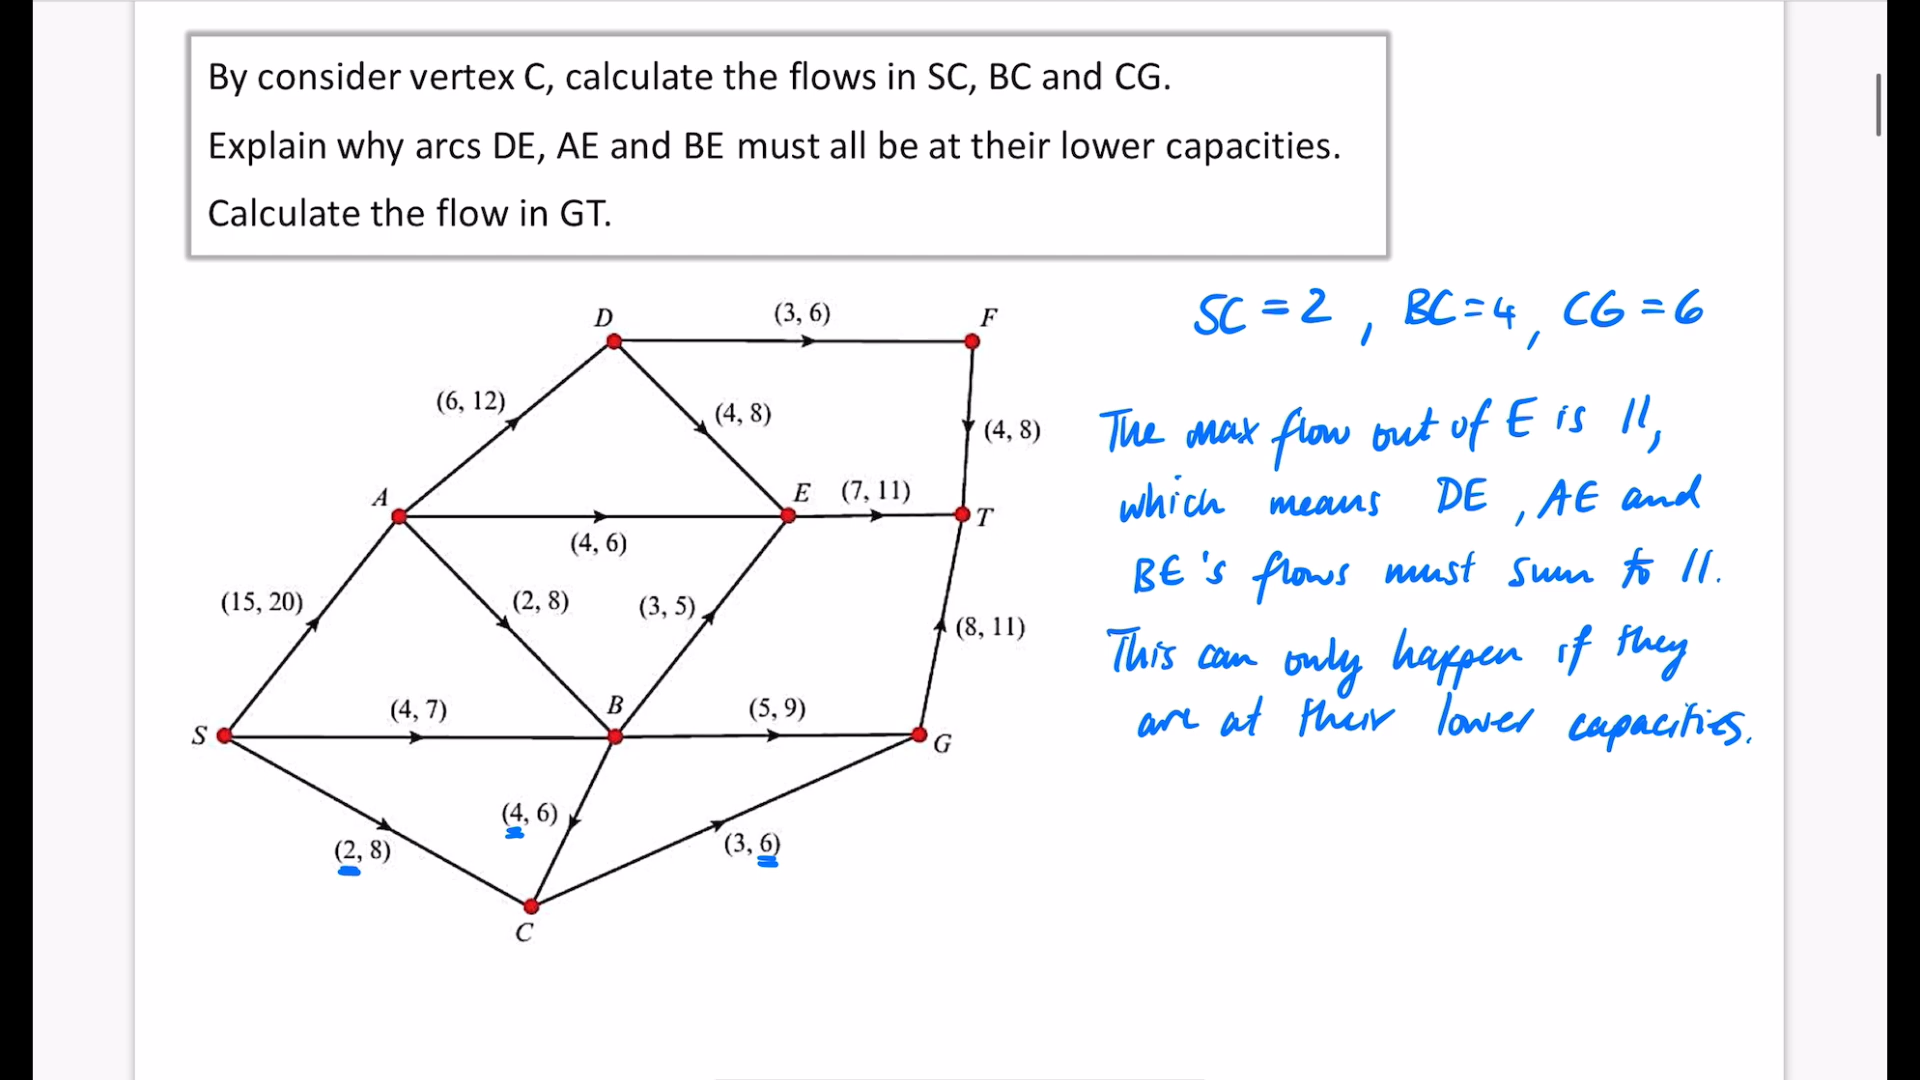 By consider vertex C, calculate the flows in SC, BC and CG.
Explain why arcs DE, AE and BE must all be at their lower capacities.
Calculate the flow in GT.
SC = 2 , BC = 4 , CG = 6
D
(3, 6)
F
(6, 12)
(4, 8)
(4, 8)
The max flow out of E is 11,
A
E
(7, 11)
T
which means DE , AE and
(4, 6)
BE's flows must sum to 11.
(15, 20)
(2, 8)
(3, 5)
(8, 11)
This can only happen if they
are at their lower capacities.
S
(4, 7)
B
(5, 9)
G
(4, 6)
(2, 8)
(3, 6)
C